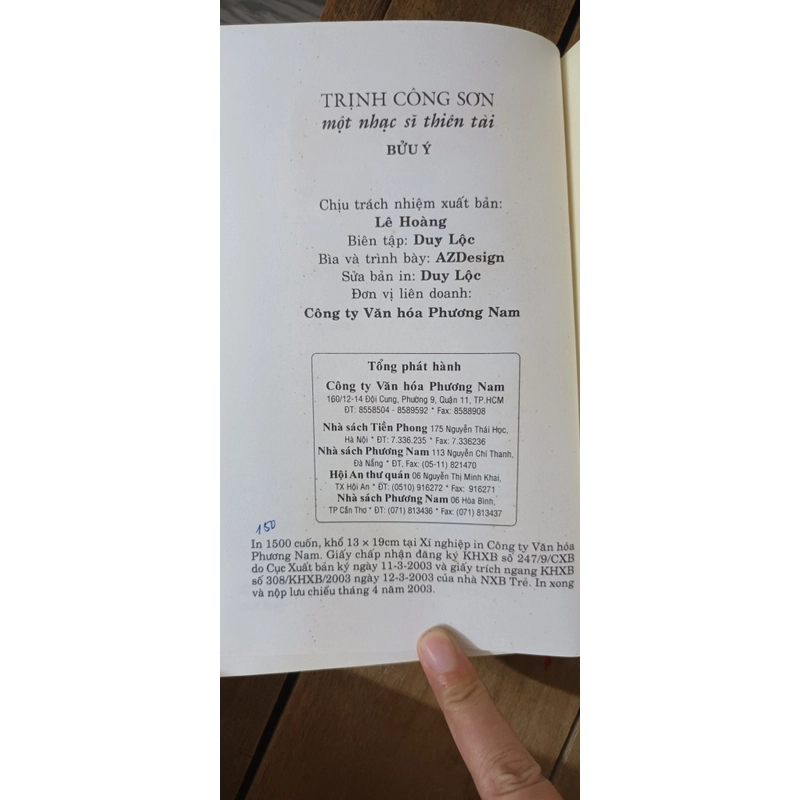 TRỊNH CÔNG SƠN
một nhạc sĩ thiên tài
BỬU Ý
Chịu trách nhiệm xuất bản:
Lê Hoàng
Biên tập: Duy Lộc
Bìa và trình bày: AZDesign
Sửa bản in: Duy Lộc
Đơn vị liên doanh:
Công ty Văn hóa Phương Nam
Tổng phát hành
Công ty Văn hóa Phương Nam
160/12-14 Đội Cung, Phường 9, Quận 11, TP.HCM
ĐT: 8558504 - 8589592 * Fax: 8588908
Nhà sách Tiền Phong 175 Nguyễn Thái Học,
Hà Nội * ĐT: 7.336.235 * Fax: 7.336236
Nhà sách Phương Nam 113 Nguyễn Chí Thanh,
Đà Nẵng * ĐT, Fax: (05-11) 821470
Hội An thư quán 06 Nguyễn Thị Minh Khai,
TX Hội An * ĐT: (0510) 916272 * Fax: 916271
Nhà sách Phương Nam 06 Hòa Bình,
TP Cần Thơ * ĐT: (071) 813436 * Fax: (071) 813437
150
In 1500 cuốn, khổ 13 × 19cm tại Xí nghiệp in Công ty Văn hóa
Phương Nam. Giấy chấp nhận đăng ký KHXB số 247/9/CXB
do Cục Xuất bản ký ngày 11-3-2003 và giấy trích ngang KHXB
số 308/KHXB/2003 ngày 12-3-2003 của nhà NXB Trẻ. In xong
và nộp lưu chiểu tháng 4 năm 2003.